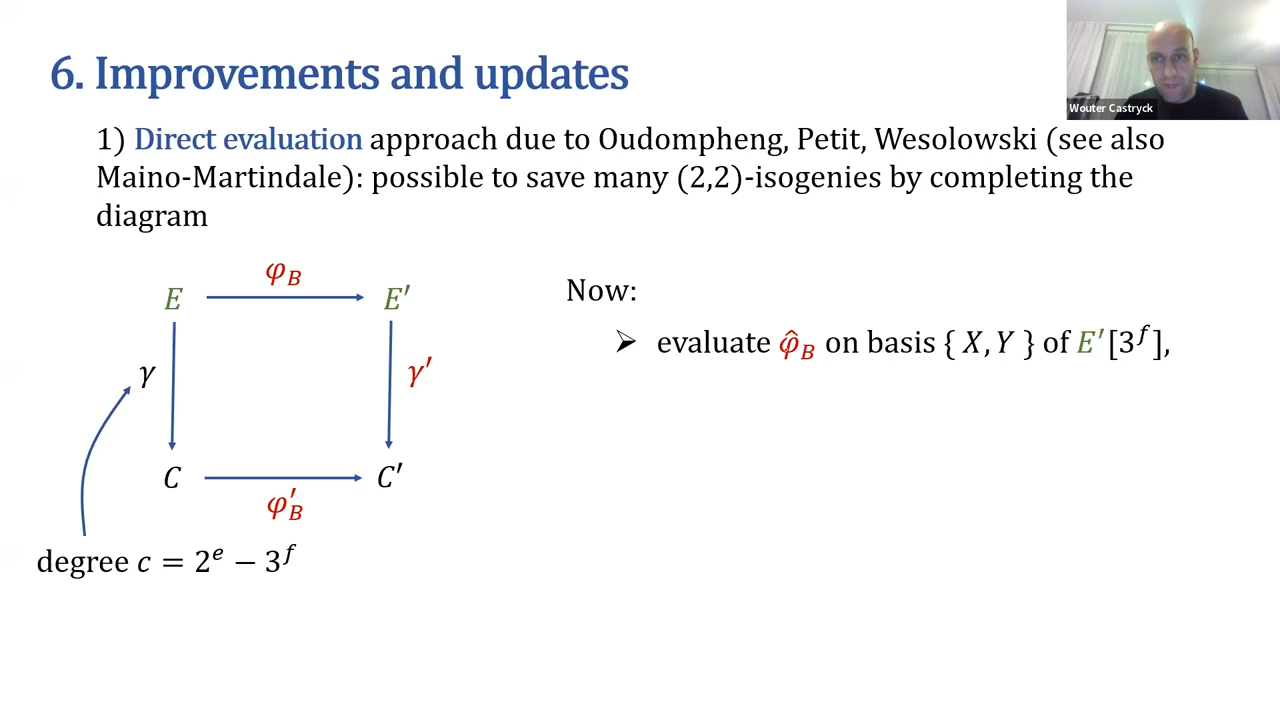 6. Improvements and updates
Wouter Castryck
1) Direct evaluation approach due to Oudompheng, Petit, Wesolowski (see also
Maino-Martindale): possible to save many (2,2)-isogenies by completing the
diagram
φ_B
E
E′
Now:
➢ evaluate φ̂_B on basis { X, Y } of E′[3^f],
γ
γ′
C
C′
φ′_B
degree c = 2^e − 3^f